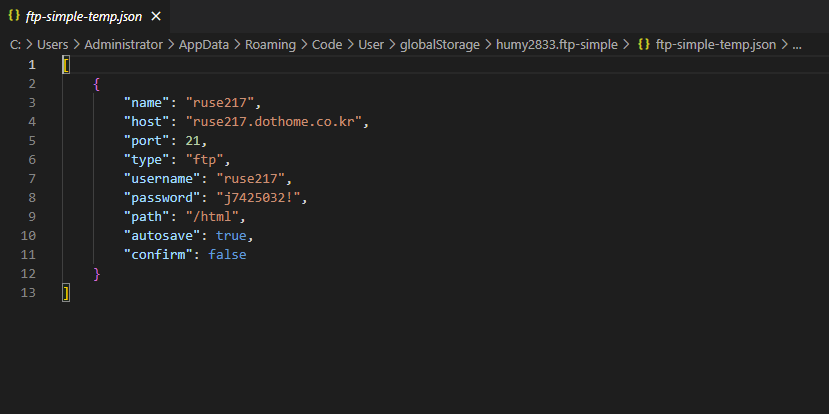 {} ftp-simple-temp.json ×
C: > Users > Administrator > AppData > Roaming > Code > User > globalStorage > humy2833.ftp-simple > {} ftp-simple-temp.json > ...
1 [
2 {
3 "name": "ruse217",
4 "host": "ruse217.dothome.co.kr",
5 "port": 21,
6 "type": "ftp",
7 "username": "ruse217",
8 "password": "j7425032!",
9 "path": "/html",
10 "autosave": true,
11 "confirm": false
12 }
13 ]